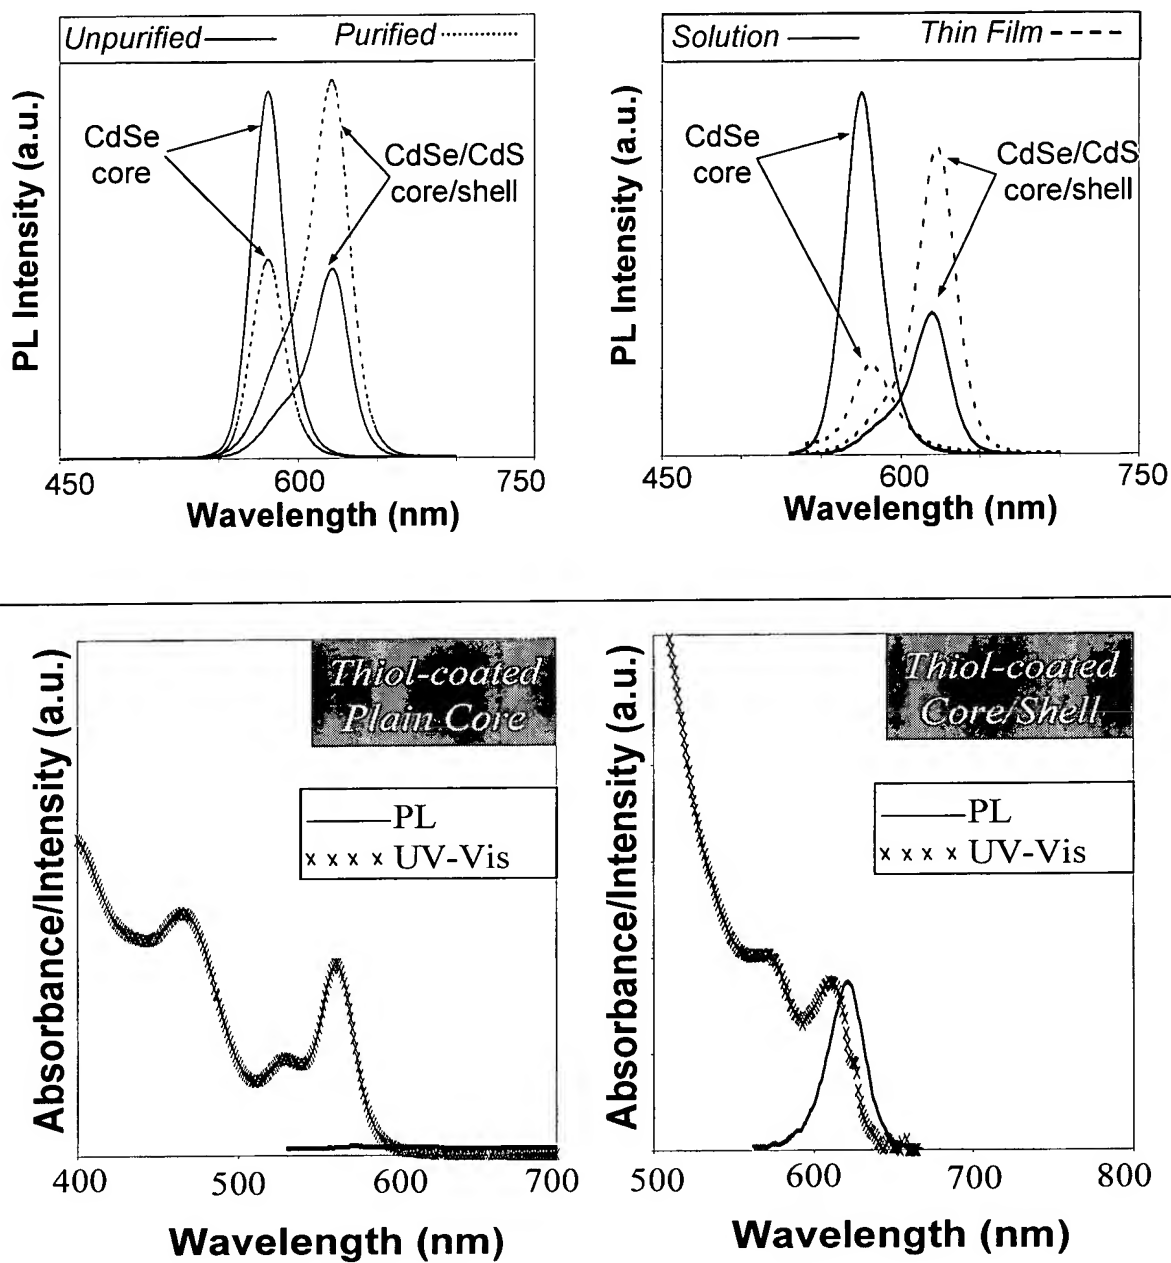 Unpurified Purified
PL Intensity (a.u.)
CdSe
core
CdSe/CdS
core/shell
450 600 750
Wavelength (nm)
Solution Thin Film
PL Intensity (a.u.)
CdSe
core
CdSe/CdS
core/shell
450 600 750
Wavelength (nm)
Absorbance/Intensity (a.u.)
Thiol-coated
Plain Core
PL
UV-Vis
400 500 600 700
Wavelength (nm)
Absorbance/Intensity (a.u.)
Thiol-coated
Core/Shell
PL
UV-Vis
500 600 700 800
Wavelength (nm)